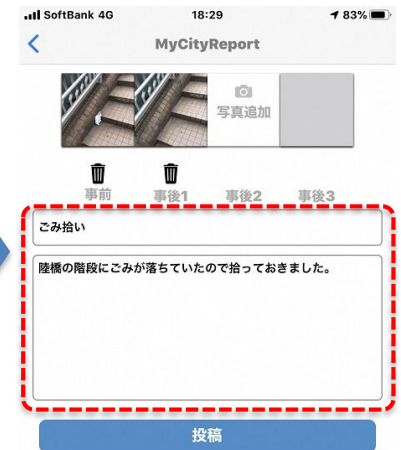 SoftBank 4G 18:29 83%
MyCityReport
写真追加
事前 事後1 事後2 事後3
ごみ拾い
陸橋の階段にごみが落ちていたので拾っておきました。
投稿